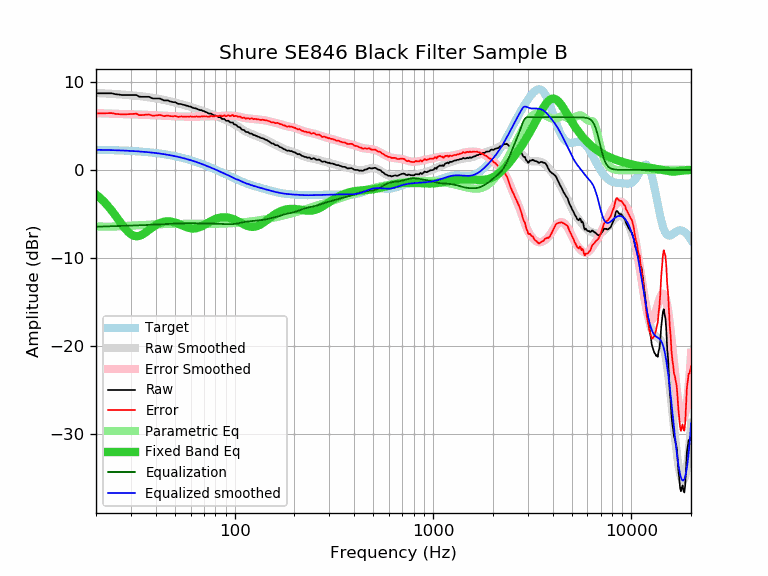 Shure SE846 Black Filter Sample B
10
0
−10
−20
−30
Amplitude (dBr)
Target
Raw Smoothed
Error Smoothed
Raw
Error
Parametric Eq
Fixed Band Eq
Equalization
Equalized smoothed
100
1000
10000
Frequency (Hz)